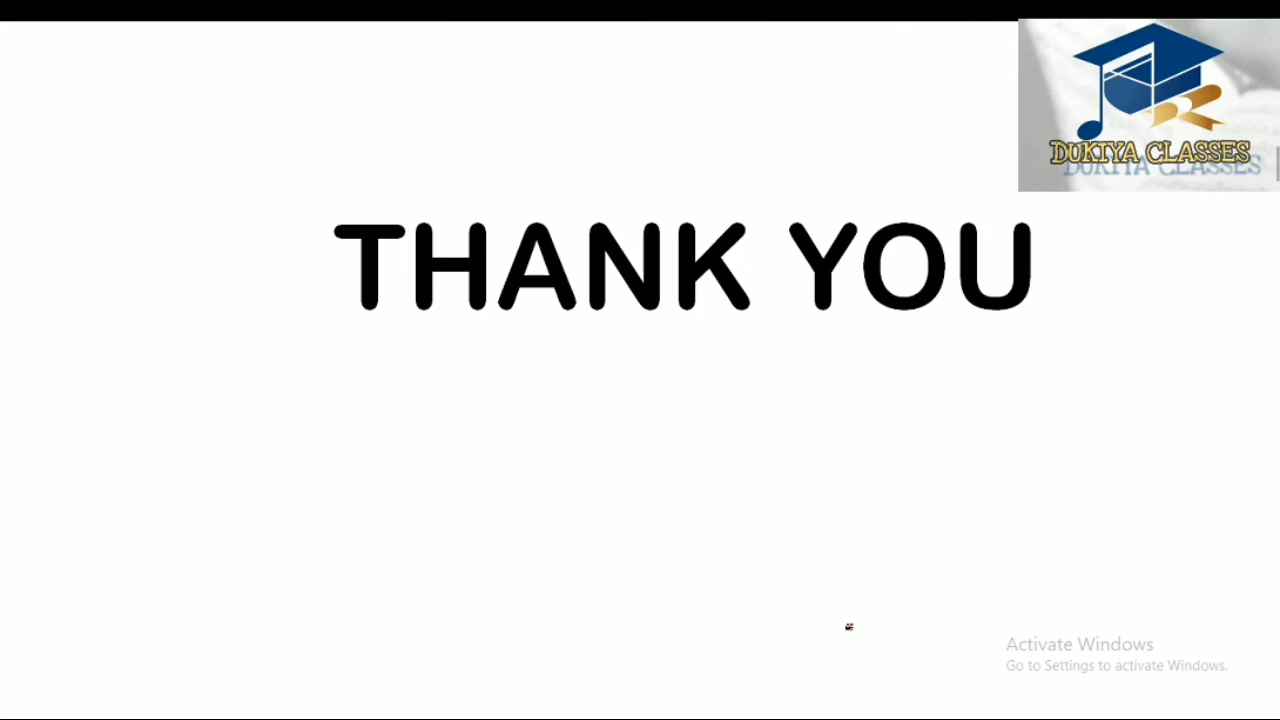 DUKIYA CLASSES
THANK YOU
Activate Windows
Go to Settings to activate Windows.